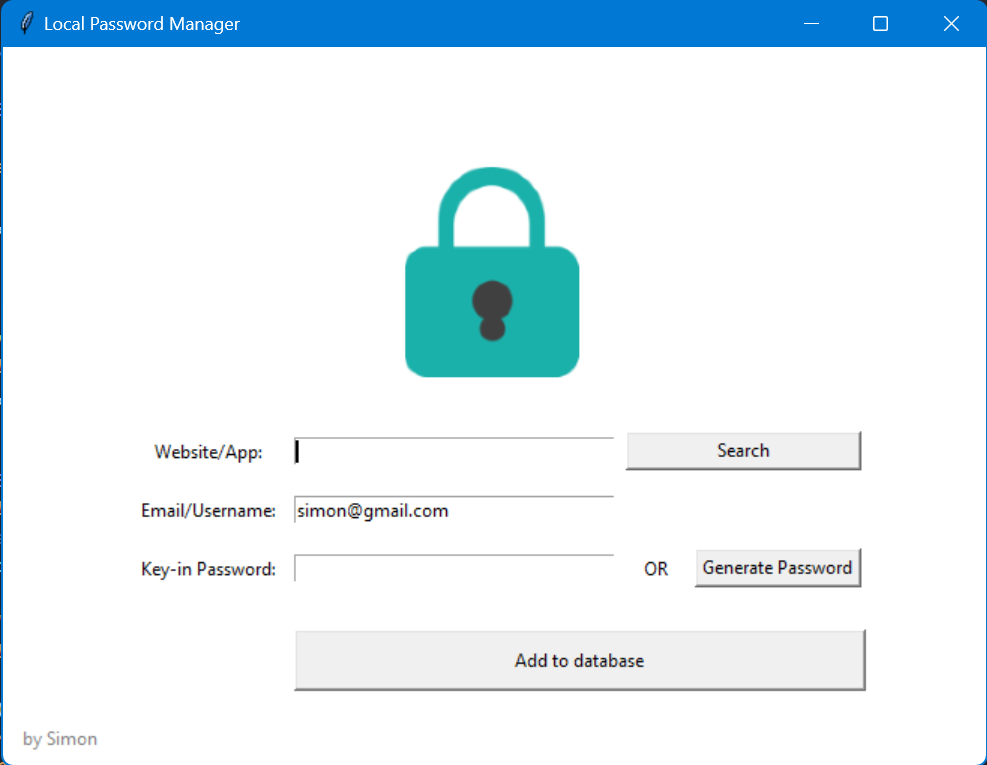 Local Password Manager
Website/App:
Search
Email/Username:
simon@gmail.com
Key-in Password:
OR
Generate Password
Add to database
by Simon